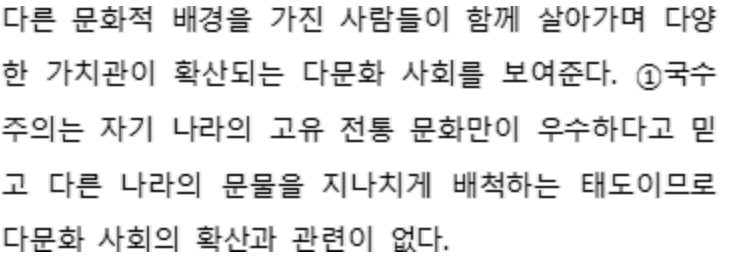 다른 문화적 배경을 가진 사람들이 함께 살아가며 다양
한 가치관이 확산되는 다문화 사회를 보여준다. ①국수
주의는 자기 나라의 고유 전통 문화만이 우수하다고 믿
고 다른 나라의 문물을 지나치게 배척하는 태도이므로
다문화 사회의 확산과 관련이 없다.